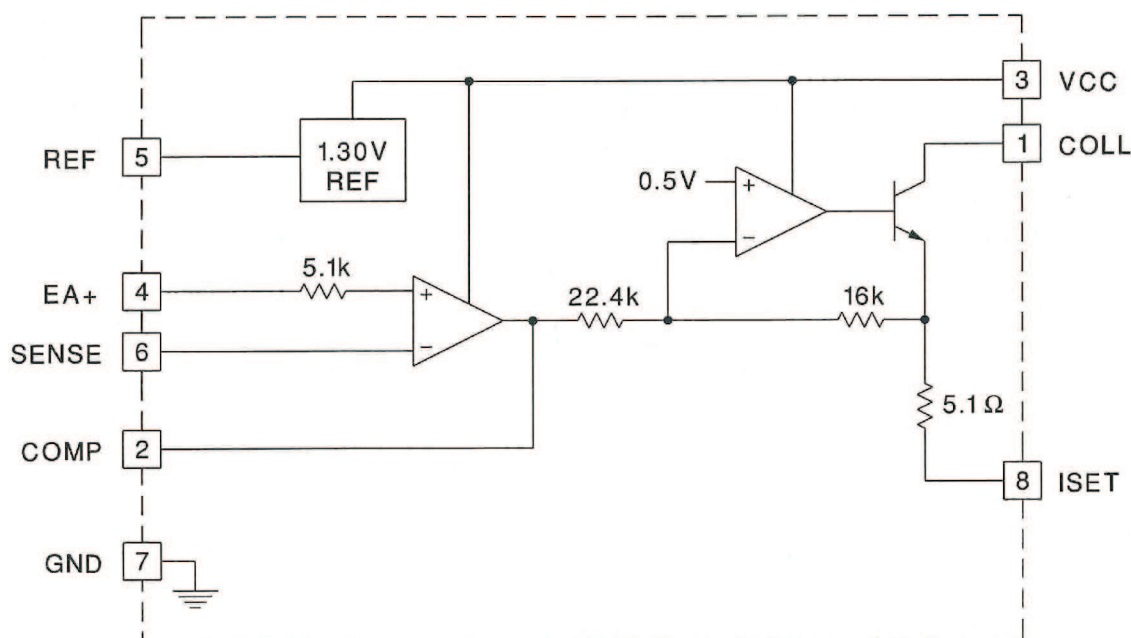 3 VCC
1 COLL
REF 5
1.30V
REF
0.5V
+
−
EA+ 4
5.1k
+
22.4k
16k
SENSE 6
−
5.1Ω
COMP 2
8 ISET
GND 7